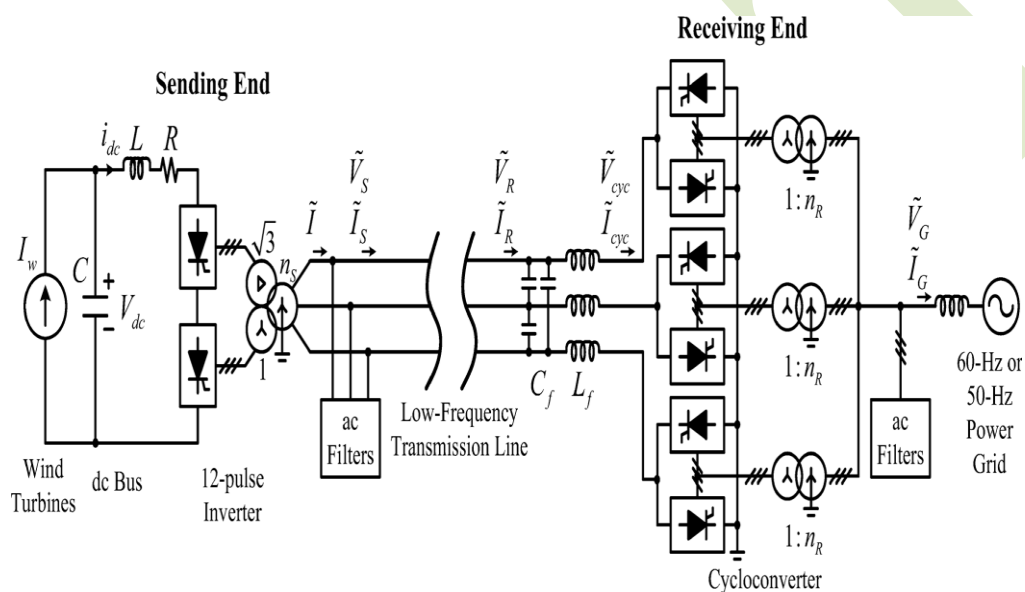 Receiving End
Sending End
i_dc L R
Ṽ_S
Ĩ Ĩ_S
Ṽ_R
Ĩ_R
Ṽ_cyc
Ĩ_cyc
1:n_R
I_w C + V_dc -
√3 n_S
1
Ṽ_G
Ĩ_G
1:n_R
C_f L_f
ac
Filters
Low-Frequency
Transmission Line
ac
Filters
60-Hz or
50-Hz
Power
Grid
Wind
Turbines
dc Bus
12-pulse
Inverter
1:n_R
Cycloconverter